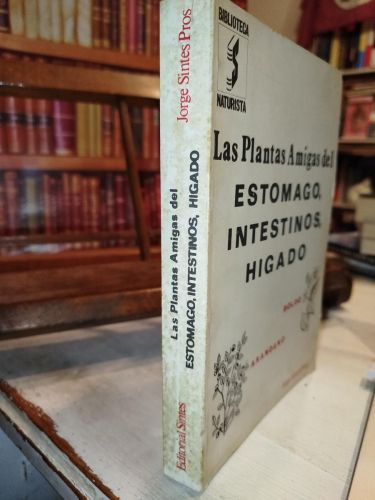 Jorge Sintes Pros
Las Plantas Amigas del
ESTOMAGO, INTESTINOS, HIGADO
Editorial Sintes
BIBLIOTECA
NATURISTA
Las Plantas Amigas del
ESTOMAGO,
INTESTINOS,
HIGADO
BOLDO
ARANDANO